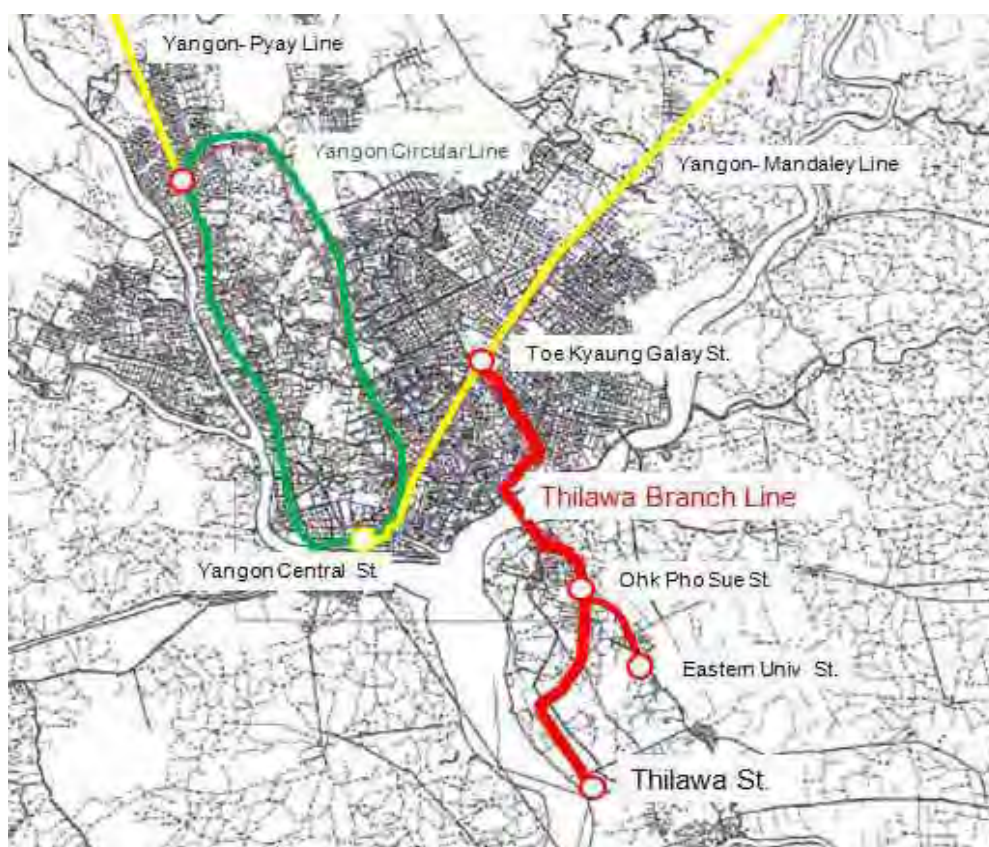 Yangon- Pyay Line
Yangon Circular Line
Yangon- Mandaley Line
Toe Kyaung Galay St.
Thilawa Branch Line
Yangon Central St.
Ohk Pho Sue St.
Eastern Univ St.
Thilawa St.